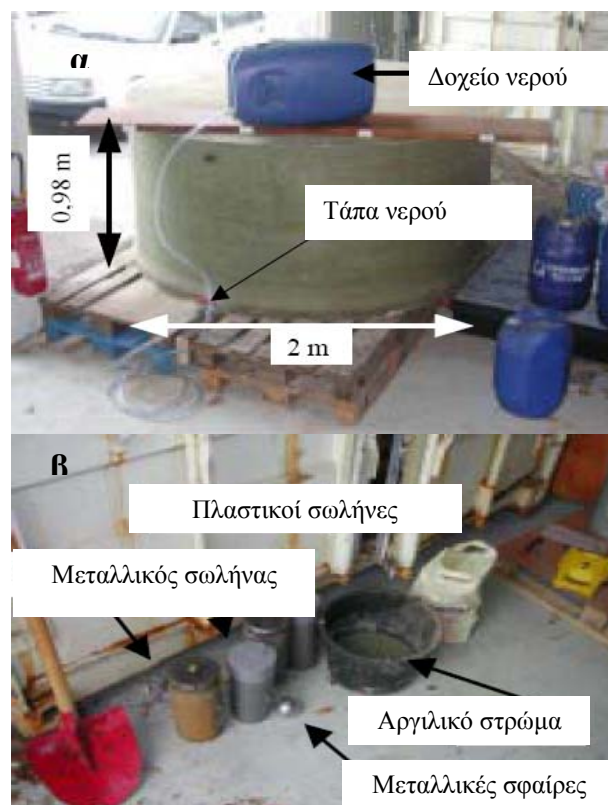 α
Δοχείο νερού
0,98 m
Τάπα νερού
2 m
β
Πλαστικοί σωλήνες
Μεταλλικός σωλήνας
Αργιλικό στρώμα
Μεταλλικές σφαίρες